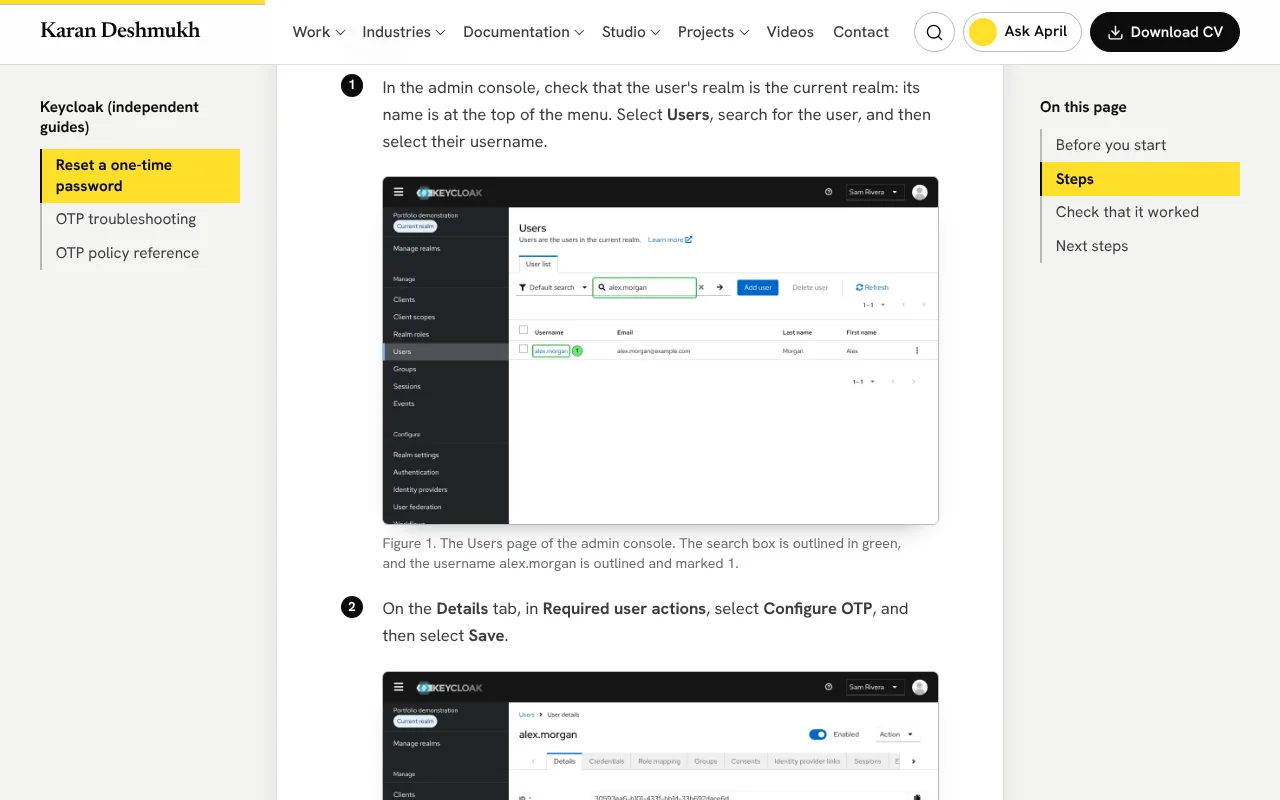 Karan Deshmukh
Work
Industries
Documentation
Studio
Projects
Videos
Contact
Ask April
Download CV
Keycloak (independent
guides)
Reset a one-time
password
OTP troubleshooting
OTP policy reference
1
In the admin console, check that the user's realm is the current realm: its
name is at the top of the menu. Select Users, search for the user, and then
select their username.
KEYCLOAK
Sam Rivera
Portfolio demonstration
Current realm
Manage realms
Manage
Clients
Client scopes
Realm roles
Users
Groups
Sessions
Events
Configure
Realm settings
Authentication
Identity providers
User federation
Users
Users are the users in the current realm. Learn more
User list
Default search
alex.morgan
Add user
Delete user
Refresh
1-1
Username
Email
Last name
First name
alex.morgan
1
alex.morgan@example.com
Morgan
Alex
1-1
Figure 1. The Users page of the admin console. The search box is outlined in green,
and the username alex.morgan is outlined and marked 1.
2
On the Details tab, in Required user actions, select Configure OTP, and
then select Save.
KEYCLOAK
Sam Rivera
Portfolio demonstration
Current realm
Manage realms
Manage
Clients
Users
User details
alex.morgan
Enabled
Action
Details
Credentials
Role mapping
Groups
Consents
Identity provider links
Sessions
On this page
Before you start
Steps
Check that it worked
Next steps